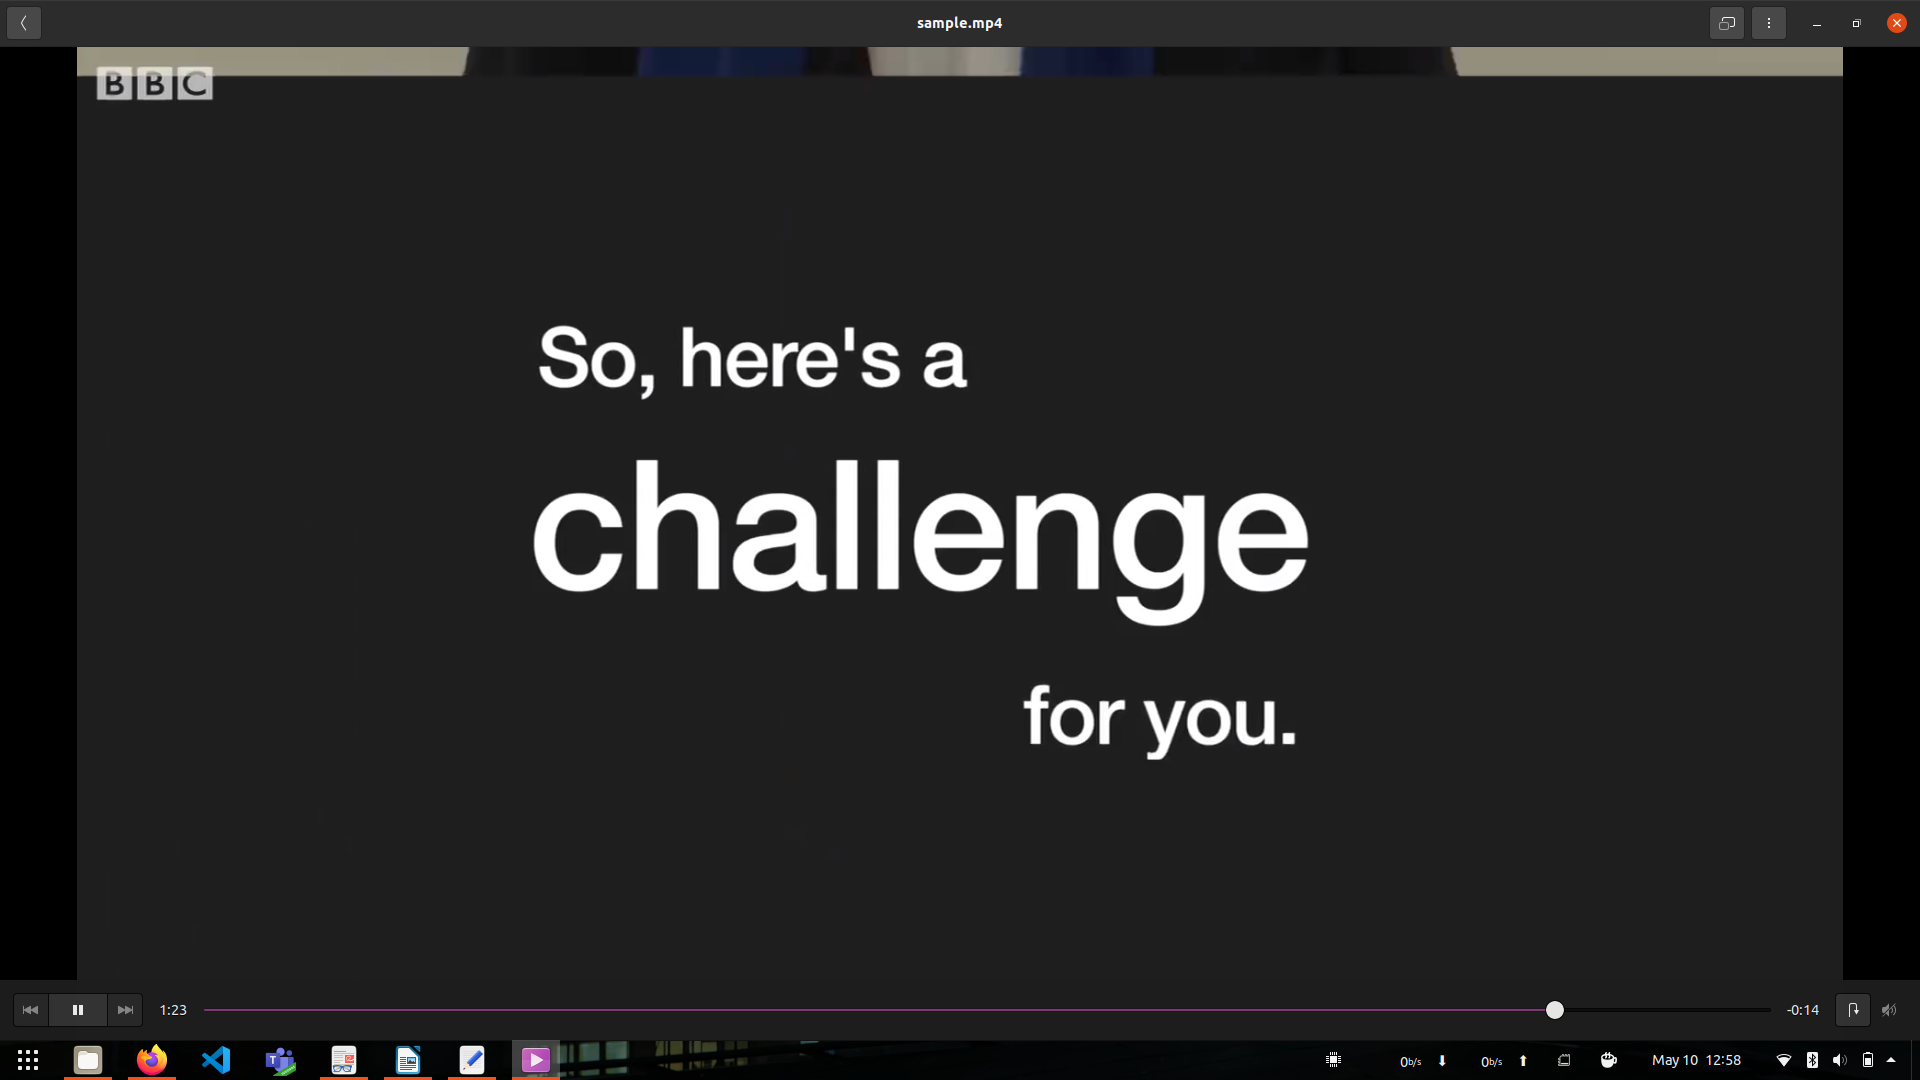 sample.mp4
BBC
So, here's a
challenge
for you.
1:23
-0:14
0b/s
0b/s
May 10 12:58